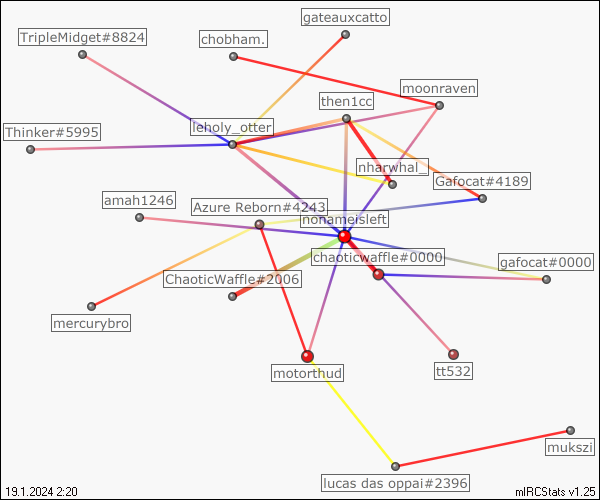 gateauxcatto
TripleMidget#8824
chobham.
moonraven
then1cc
Thinker#5995
leholy_otter
nharwhal_
Gafocat#4189
amah1246
Azure Reborn#4243
nonameisleft
chaoticwaffle#0000
gafocat#0000
ChaoticWaffle#2006
mercurybro
motorthud
tt532
mukszi
lucas das oppai#2396
19.1.2024 2:20
mIRCStats v1.25